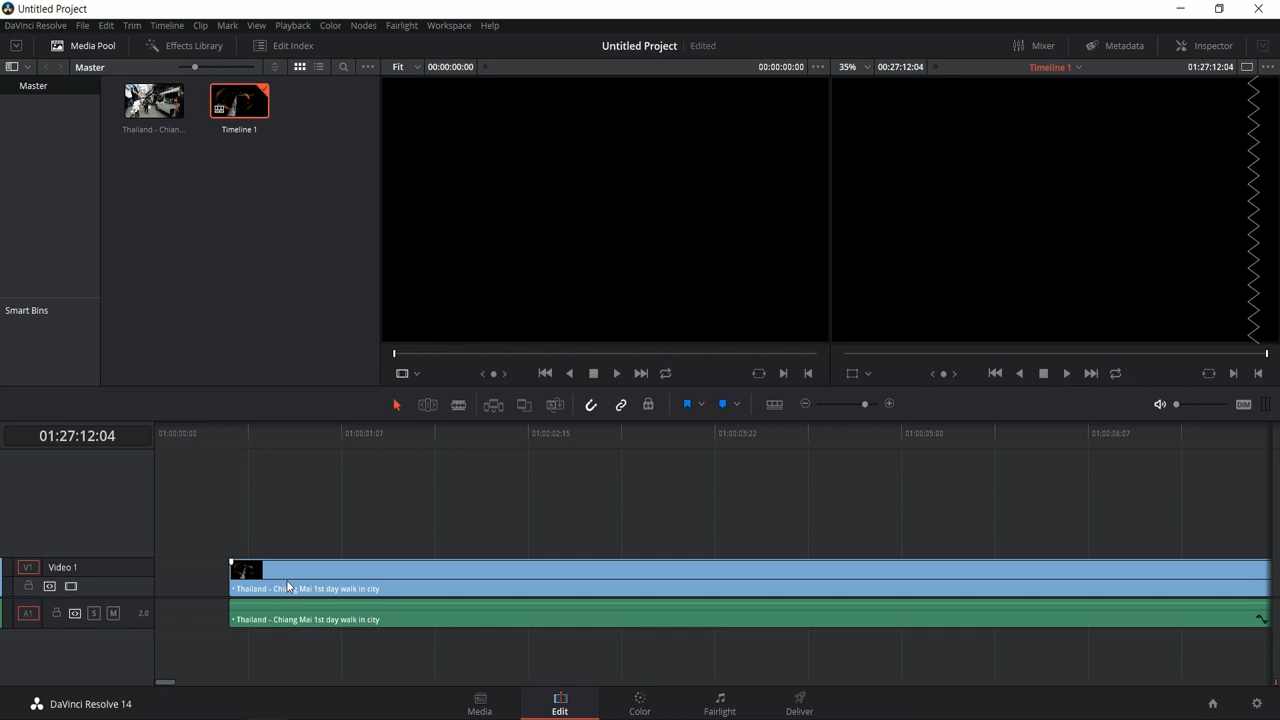 Untitled Project
DaVinci Resolve File Edit Trim Timeline Clip Mark View Playback Color Nodes Fairlight Workspace Help
Media Pool Effects Library Edit Index Untitled Project Edited Mixer Metadata Inspector
Master Fit 00:00:00:00 00:00:00:00 35% 00:27:12:04 Timeline 1 01:27:12:04
Master
Thailand - Chian... Timeline 1
Smart Bins
DIM
01:27:12:04 01:00:00:00 01:00:01:07 01:00:02:15 01:00:03:22 01:00:05:00 01:00:06:07
V1 Video 1
• Thailand - Chiang Mai 1st day walk in city
A1 S M 2.0
• Thailand - Chiang Mai 1st day walk in city
DaVinci Resolve 14 Media Edit Color Fairlight Deliver